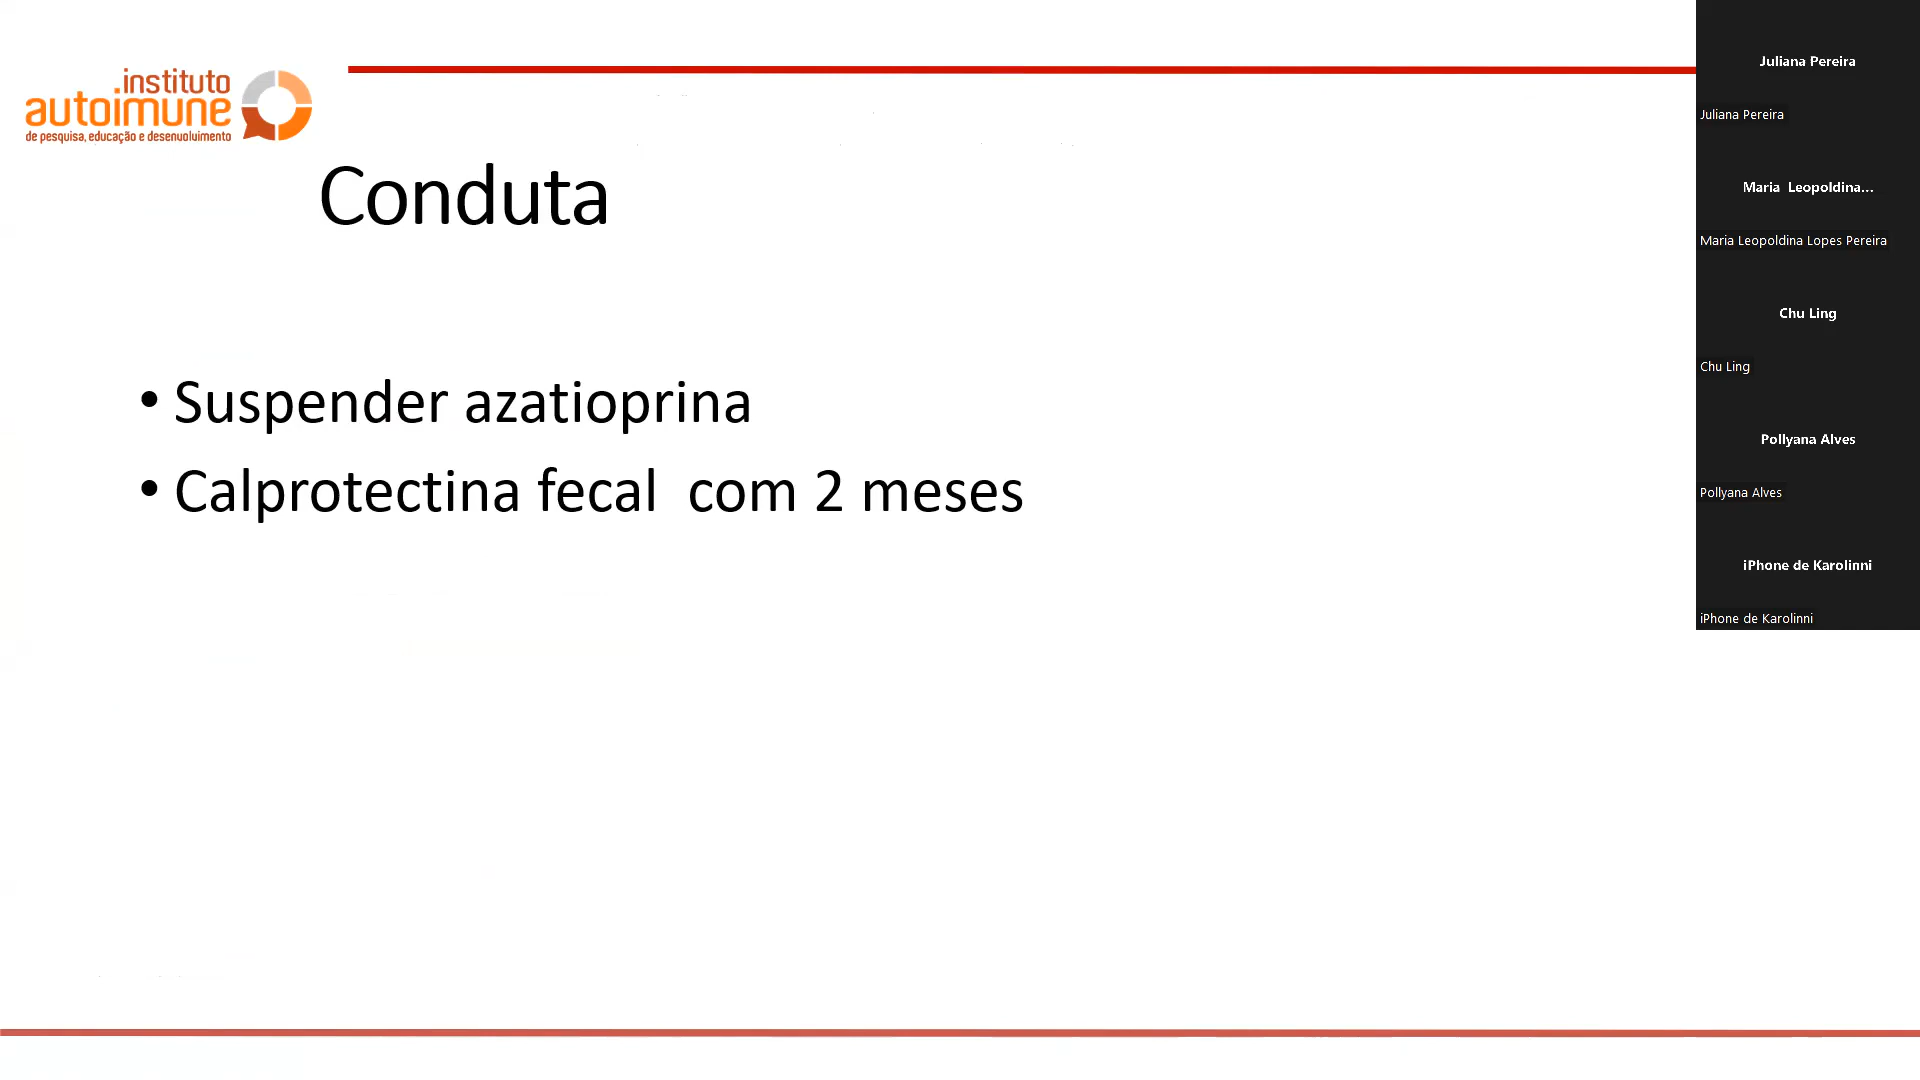 instituto
autoimune
de pesquisa, educação e desenvolvimento
Conduta
• Suspender azatioprina
• Calprotectina fecal com 2 meses
Juliana Pereira
Juliana Pereira
Maria Leopoldina...
Maria Leopoldina Lopes Pereira
Chu Ling
Chu Ling
Pollyana Alves
Pollyana Alves
iPhone de Karolinni
iPhone de Karolinni